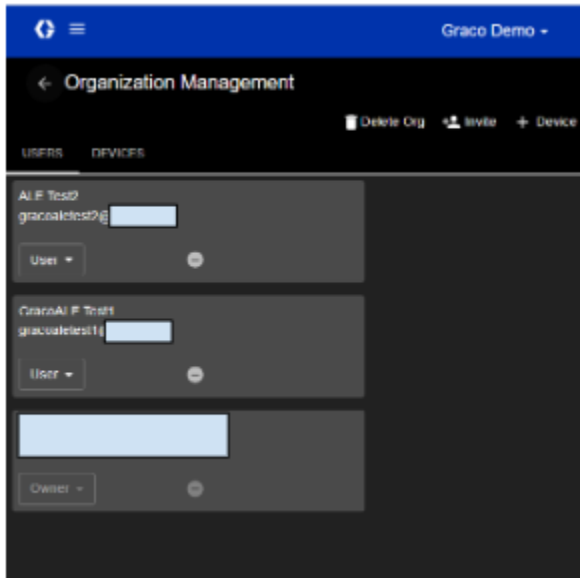 Graco Demo
Organization Management
Delete Org Invite + Device
USERS DEVICES
ALE Test2
gracoaletest2@
User
GracoALE Test1
gracoaletest1@
User
Owner